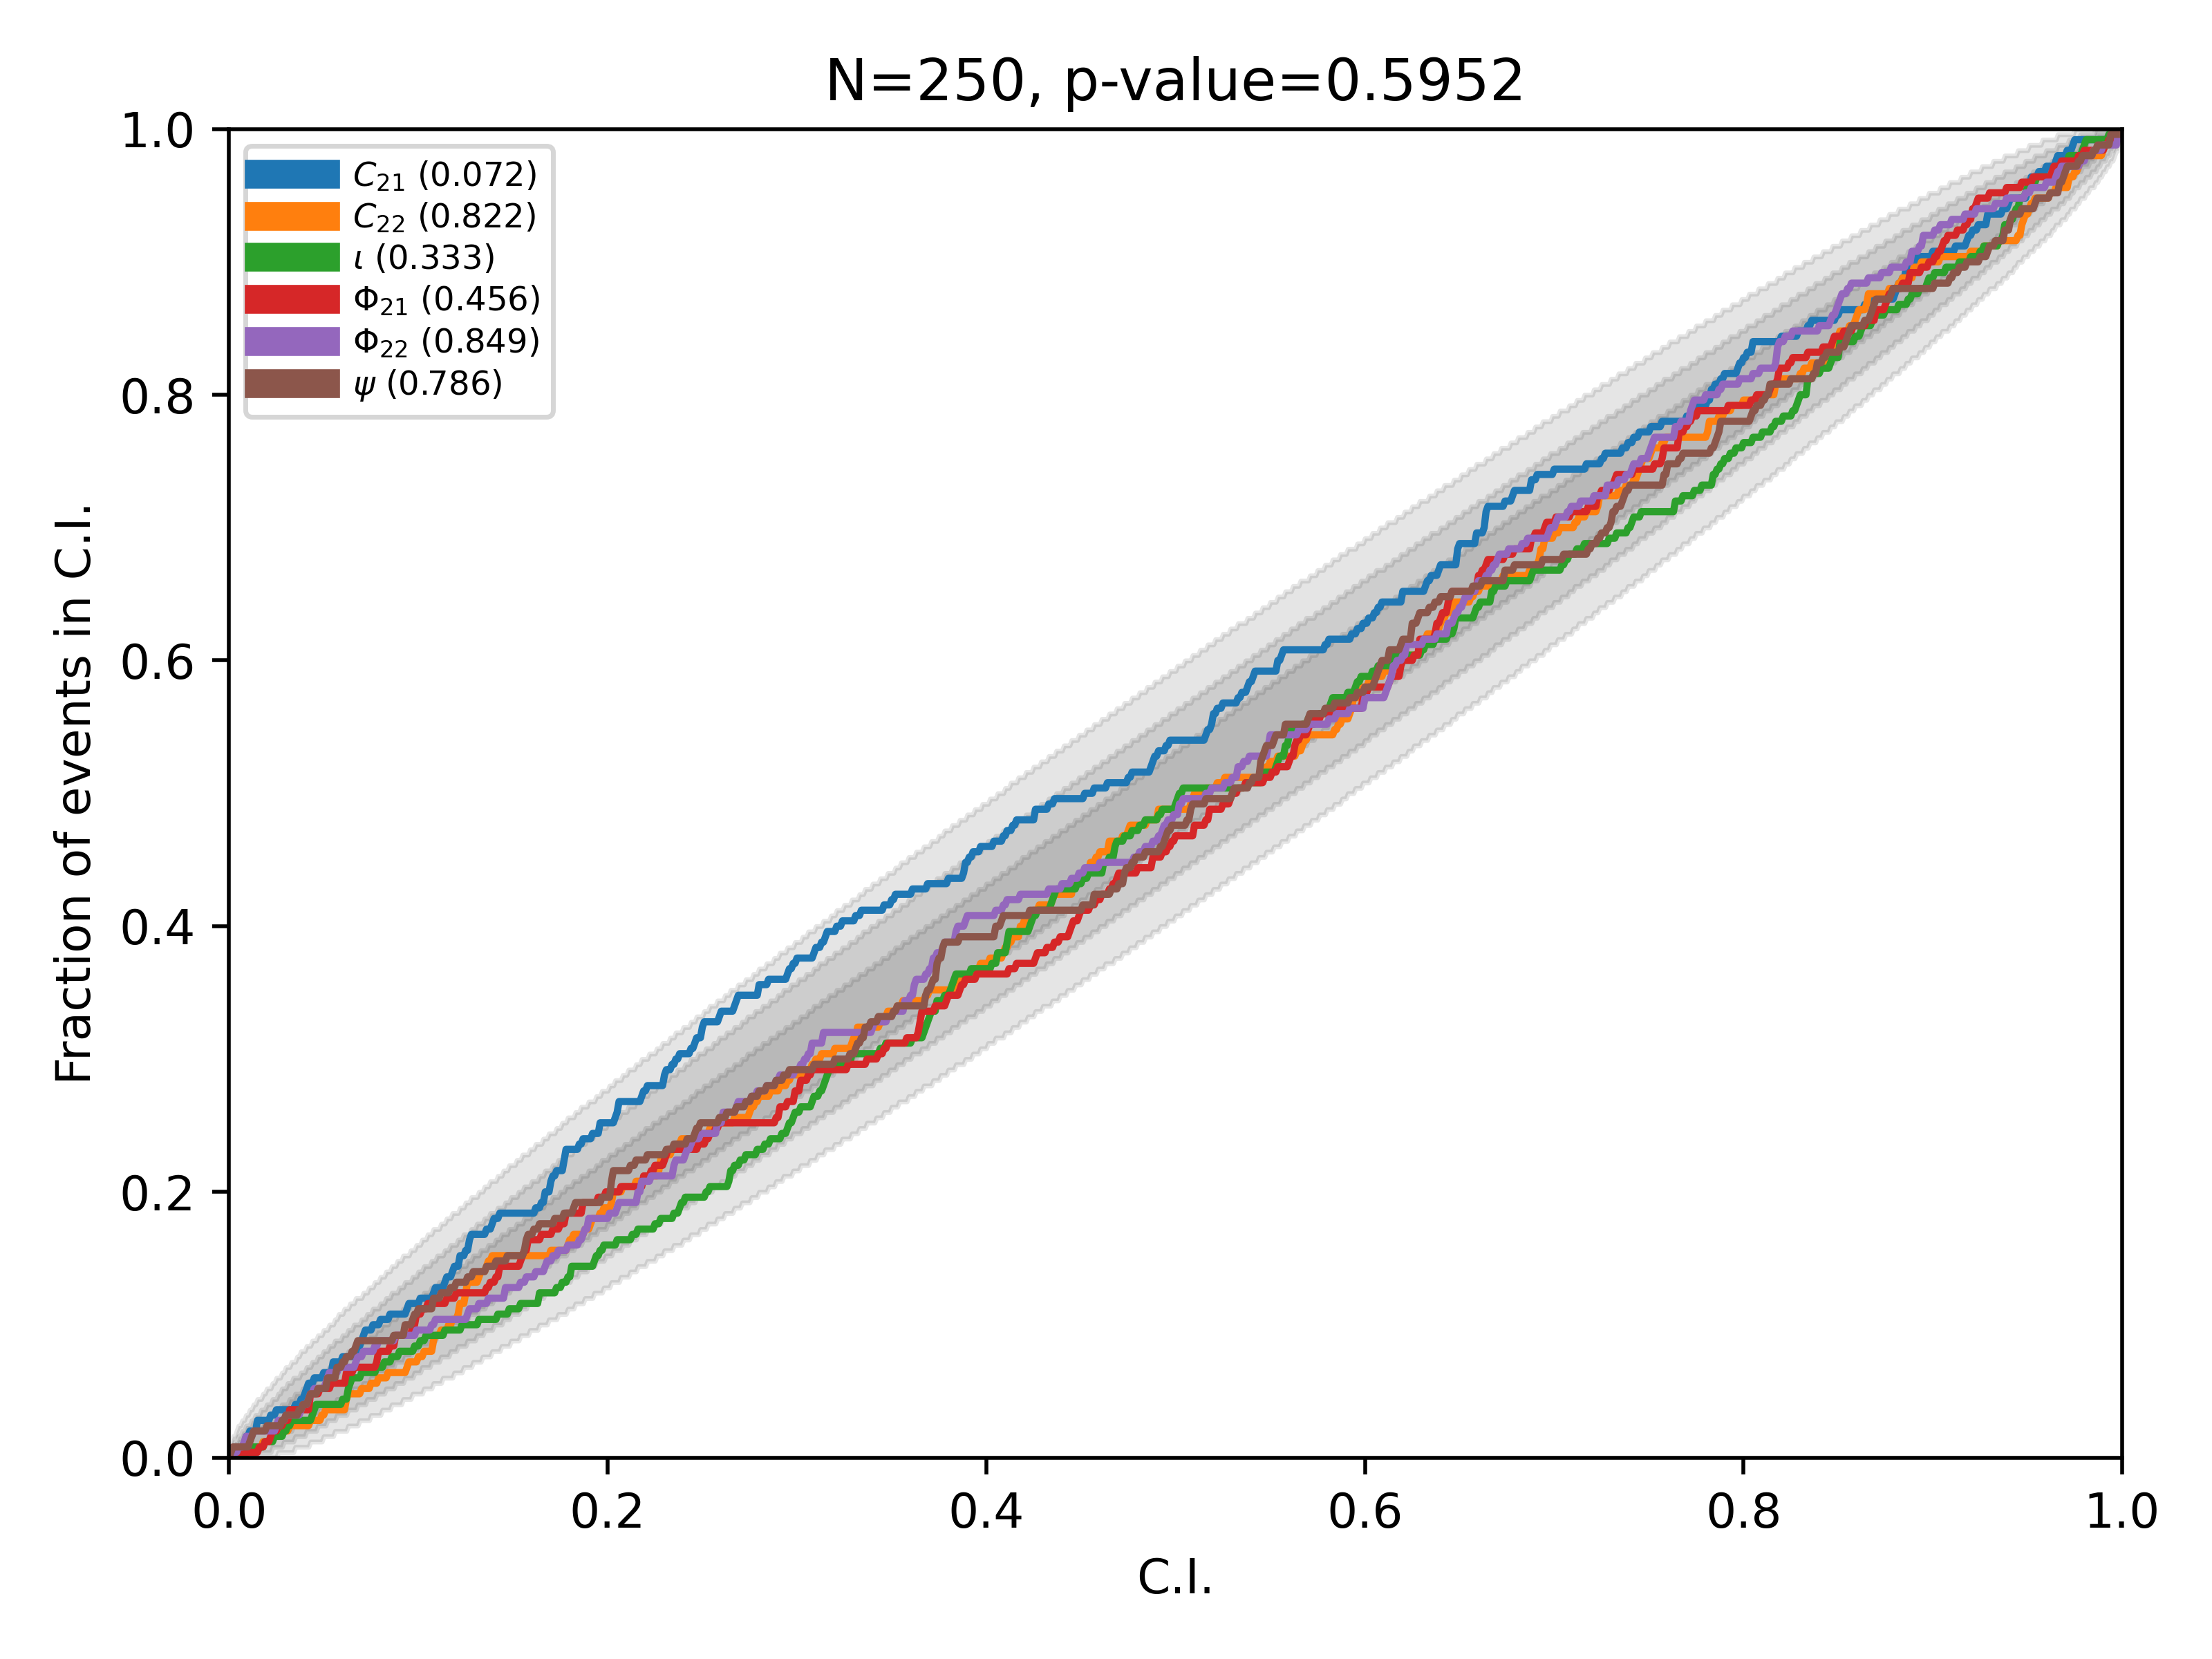 N=250, p-value=0.5952
1.0
0.8
0.6
0.4
0.2
0.0
Fraction of events in C.I.
C₂₁ (0.072)
C₂₂ (0.822)
ι (0.333)
Φ₂₁ (0.456)
Φ₂₂ (0.849)
ψ (0.786)
0.0 0.2 0.4 0.6 0.8 1.0
C.I.